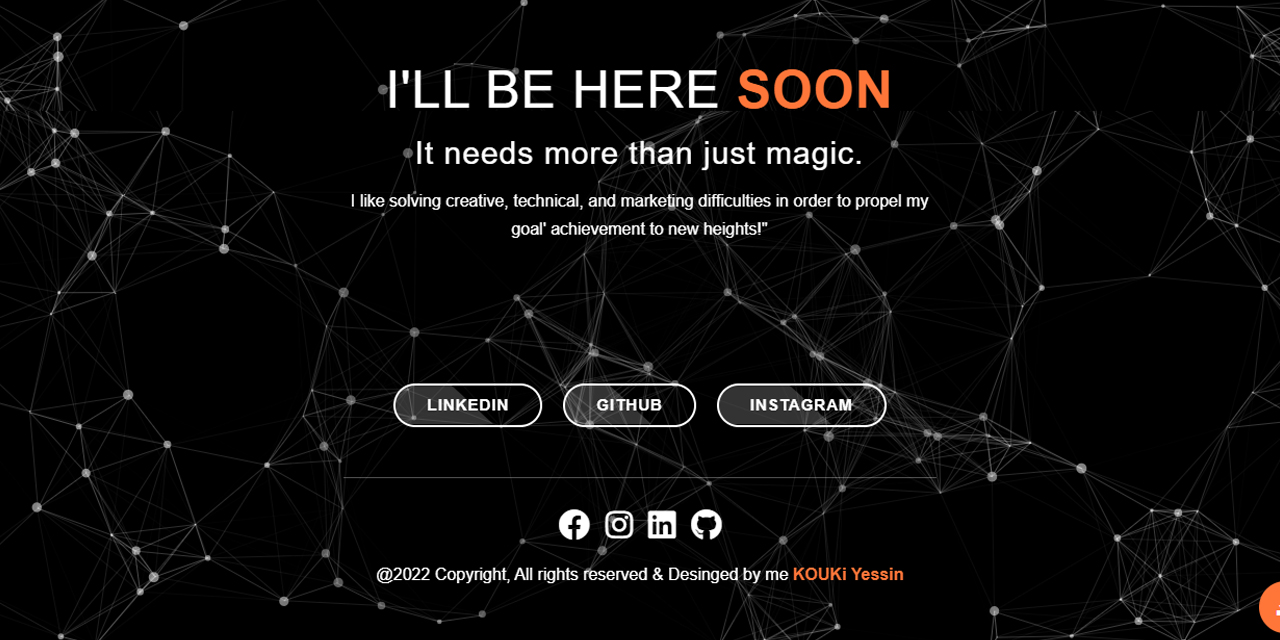 I'LL BE HERE SOON
It needs more than just magic.
I like solving creative, technical, and marketing difficulties in order to propel my
goal' achievement to new heights!"
LINKEDIN GITHUB INSTAGRAM
@2022 Copyright, All rights reserved & Desinged by me KOUKi Yessin